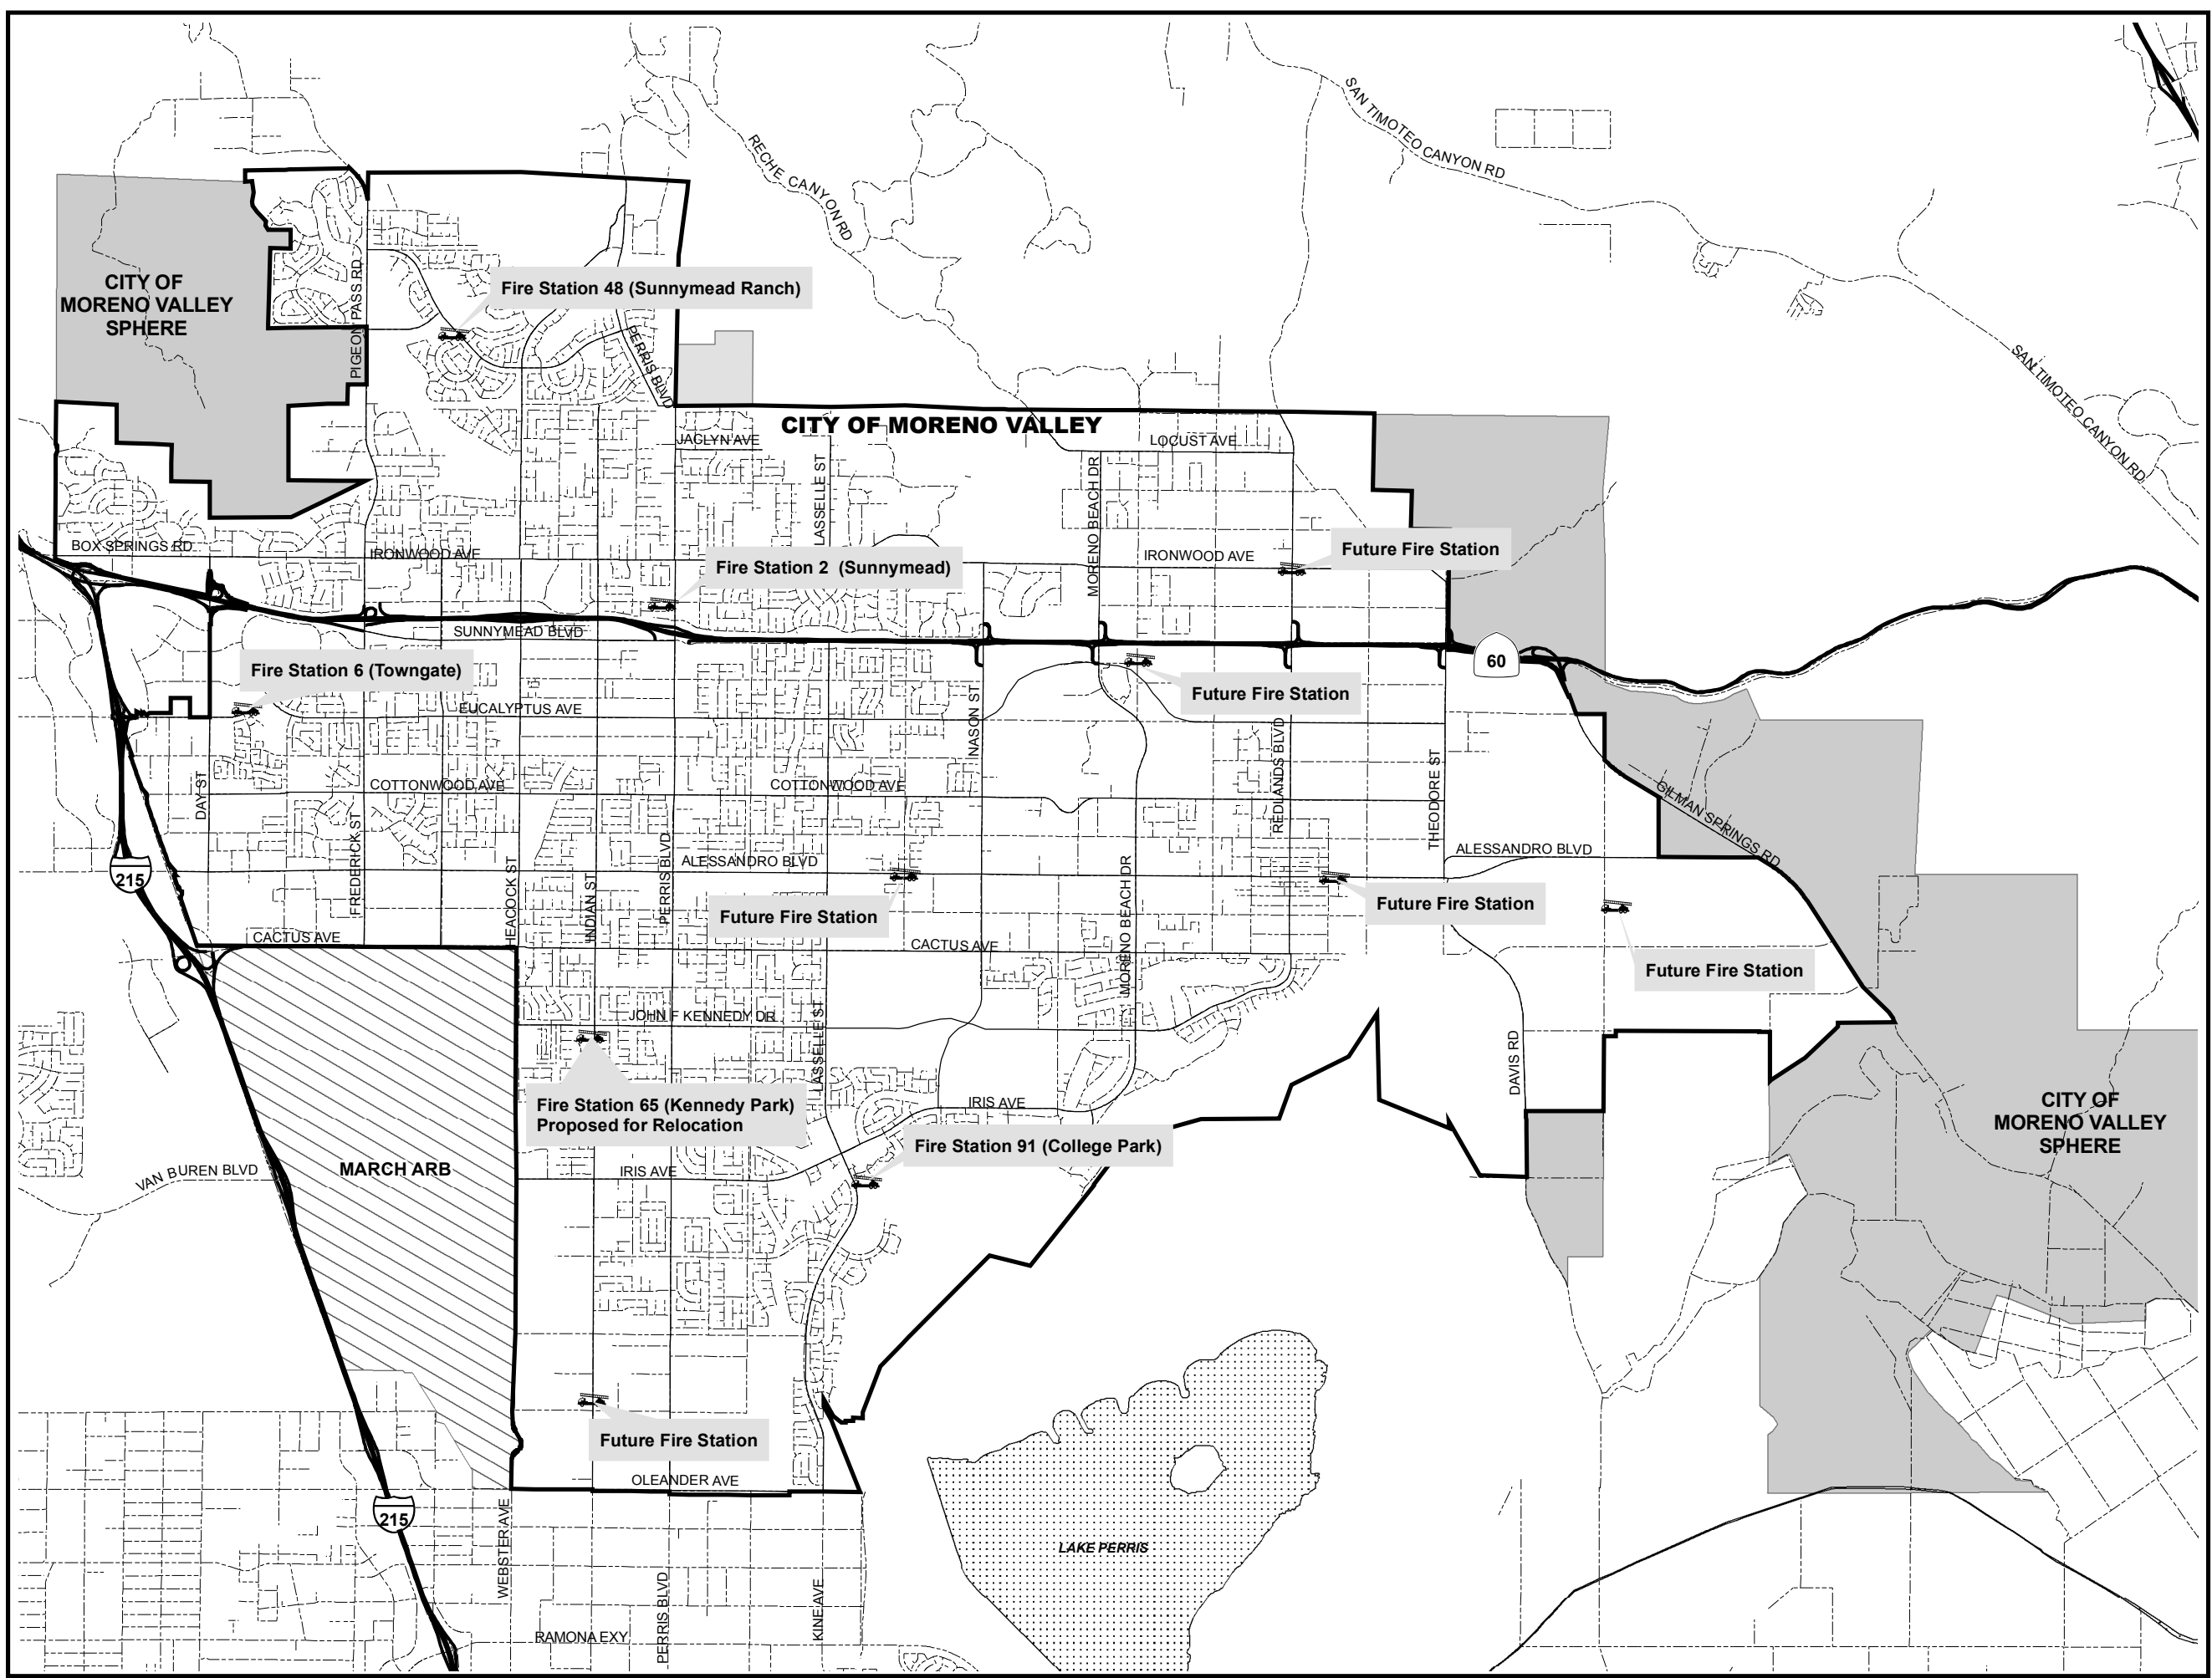 SAN TIMOTEO CANYON RD
RECHE CANYON RD
CITY OF
MORENO VALLEY
SPHERE
PIGEON PASS RD
Fire Station 48 (Sunnymead Ranch)
PERRIS BLVD
SAN TIMOTEO CANYON RD
CITY OF MORENO VALLEY
JACLYN AVE
LOCUST AVE
LASSELLE ST
MORENO BEACH DR
BOX SPRINGS RD
IRONWOOD AVE
IRONWOOD AVE
Future Fire Station
Fire Station 2 (Sunnymead)
SUNNYMEAD BLVD
60
Fire Station 6 (Towngate)
Future Fire Station
EUCALYPTUS AVE
NASON ST
REDLANDS BLVD
DAY ST
COTTONWOOD AVE
COTTONWOOD AVE
THEODORE ST
GILMAN SPRINGS RD
FREDERICK ST
HEACOCK ST
INDIAN ST
PERRIS BLVD
ALESSANDRO BLVD
ALESSANDRO BLVD
MORENO BEACH DR
215
Future Fire Station
Future Fire Station
CACTUS AVE
CACTUS AVE
Future Fire Station
JOHN F KENNEDY DR
LASSELLE ST
DAVIS RD
Fire Station 65 (Kennedy Park)
Proposed for Relocation
IRIS AVE
CITY OF
MORENO VALLEY
SPHERE
Fire Station 91 (College Park)
VAN BUREN BLVD
MARCH ARB
IRIS AVE
Future Fire Station
OLEANDER AVE
215
WEBSTER AVE
PERRIS BLVD
KINE AVE
LAKE PERRIS
RAMONA EXY